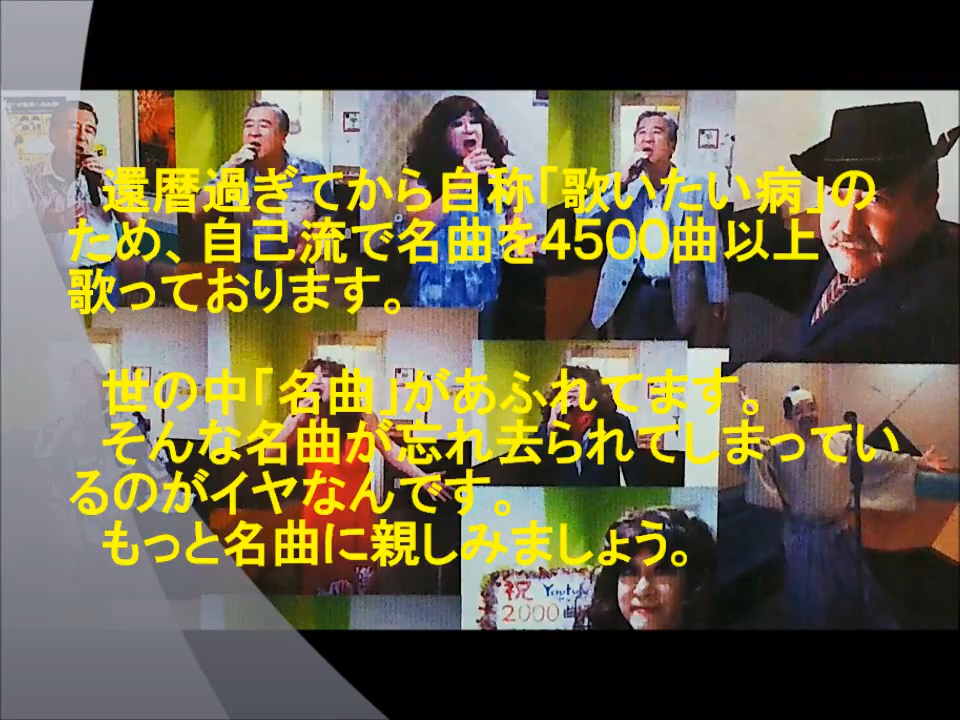 還暦過ぎてから自称「歌いたい病」の
ため、自己流で名曲を4500曲以上
歌っております。
世の中「名曲」があふれてます。
そんな名曲が忘れ去られてしまってい
るのがイヤなんです。
もっと名曲に親しみましょう。
祝 Youtube
2000曲